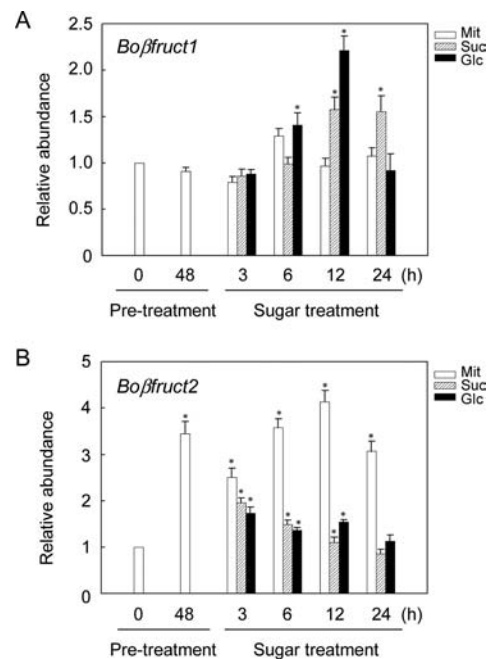 A
Boβfruct1
Mit
Suc
Glc
Relative abundance
2.5
2.0
1.5
1.0
0.5
0
* * * *
0 48 3 6 12 24 (h)
Pre-treatment Sugar treatment
B
Boβfruct2
Mit
Suc
Glc
Relative abundance
5
4
3
2
1
0
* * * * * * * * * * * *
0 48 3 6 12 24 (h)
Pre-treatment Sugar treatment